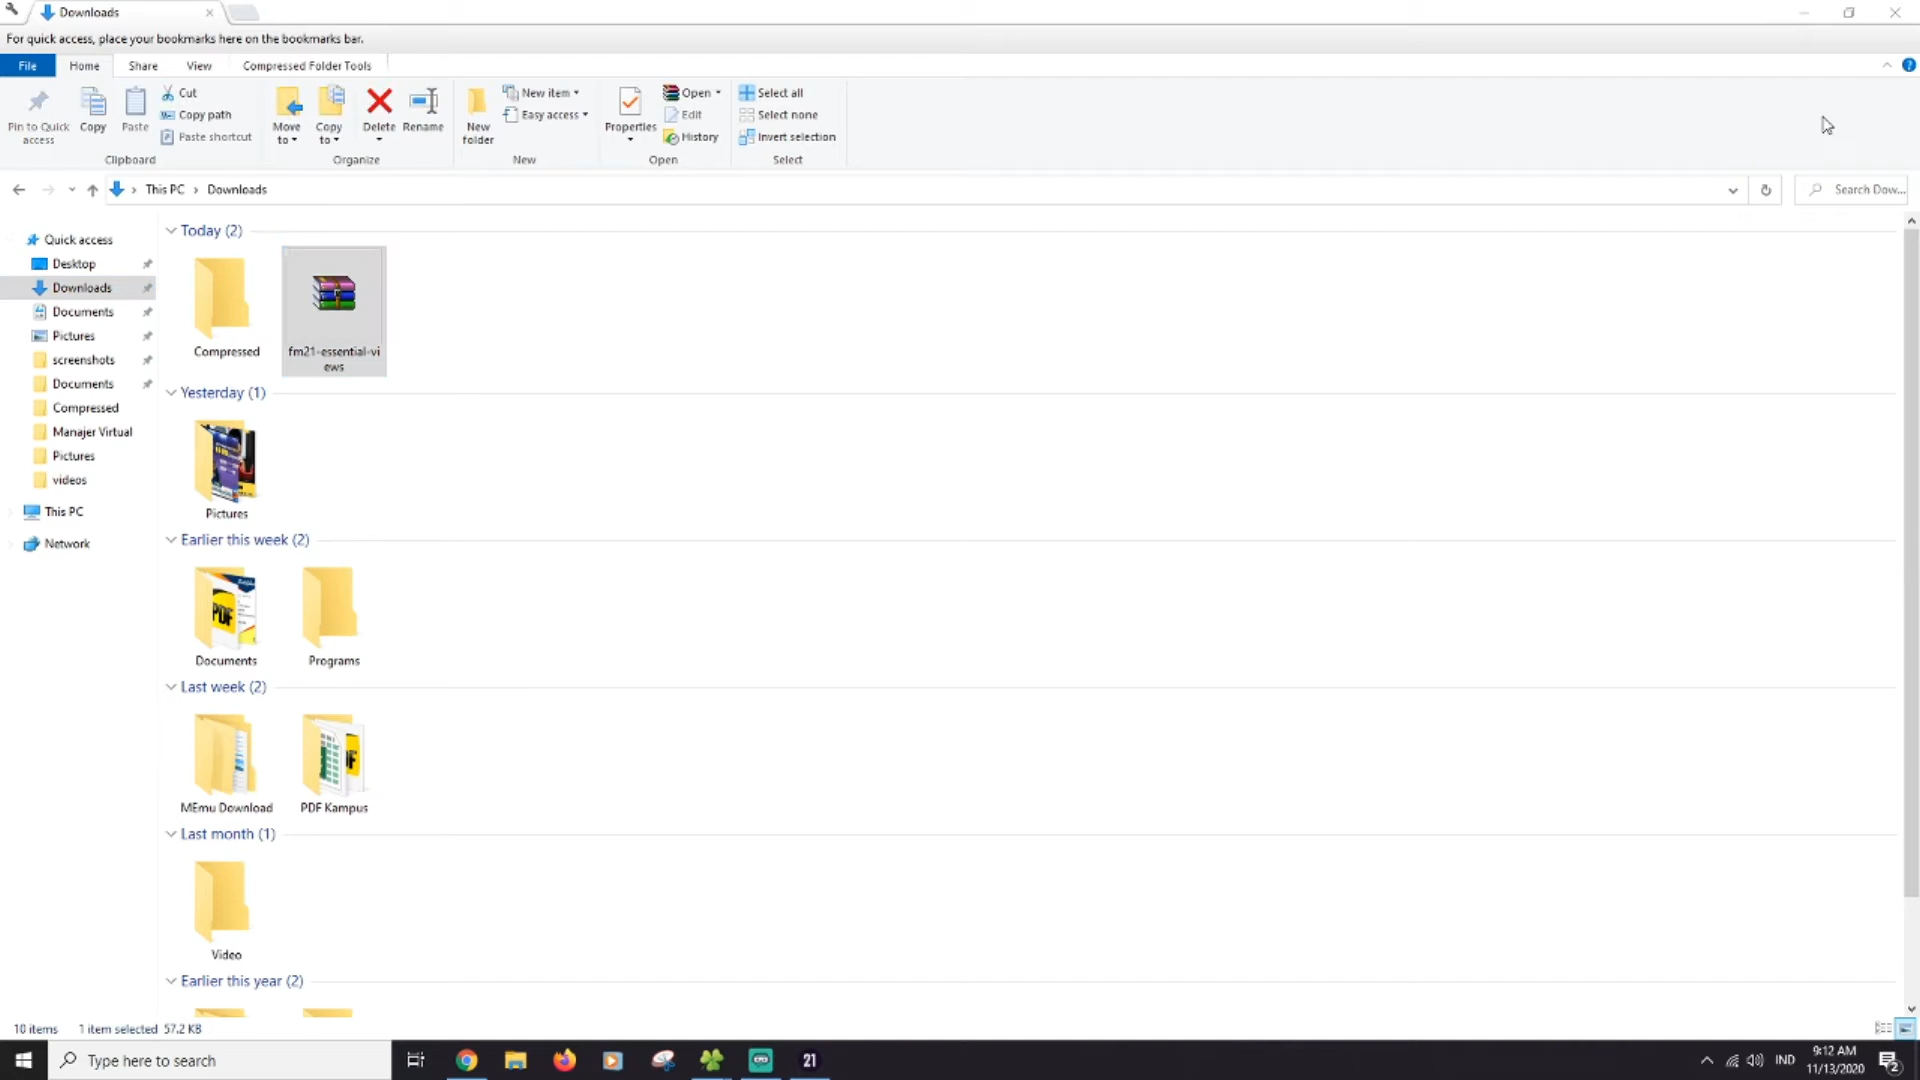 Downloads
For quick access, place your bookmarks here on the bookmarks bar.
File Home Share View Compressed Folder Tools
Pin to Quick access
Copy
Paste
Cut
Copy path
Paste shortcut
Clipboard
Move to
Copy to
Delete
Rename
Organize
New folder
New item
Easy access
New
Properties
Open
Edit
History
Open
Select all
Select none
Invert selection
Select
This PC > Downloads
Search Dow...
Quick access
Desktop
Downloads
Documents
Pictures
screenshots
Documents
Compressed
Manajer Virtual
Pictures
videos
This PC
Network
Today (2)
Compressed
fm21-essential-vi
ews
Yesterday (1)
Pictures
Earlier this week (2)
PDF
Documents
Programs
Last week (2)
MEmu Download
PDF Kampus
Last month (1)
Video
Earlier this year (2)
10 items 1 item selected 57.2 KB
Type here to search
21
IND
9:12 AM
11/13/2020
2